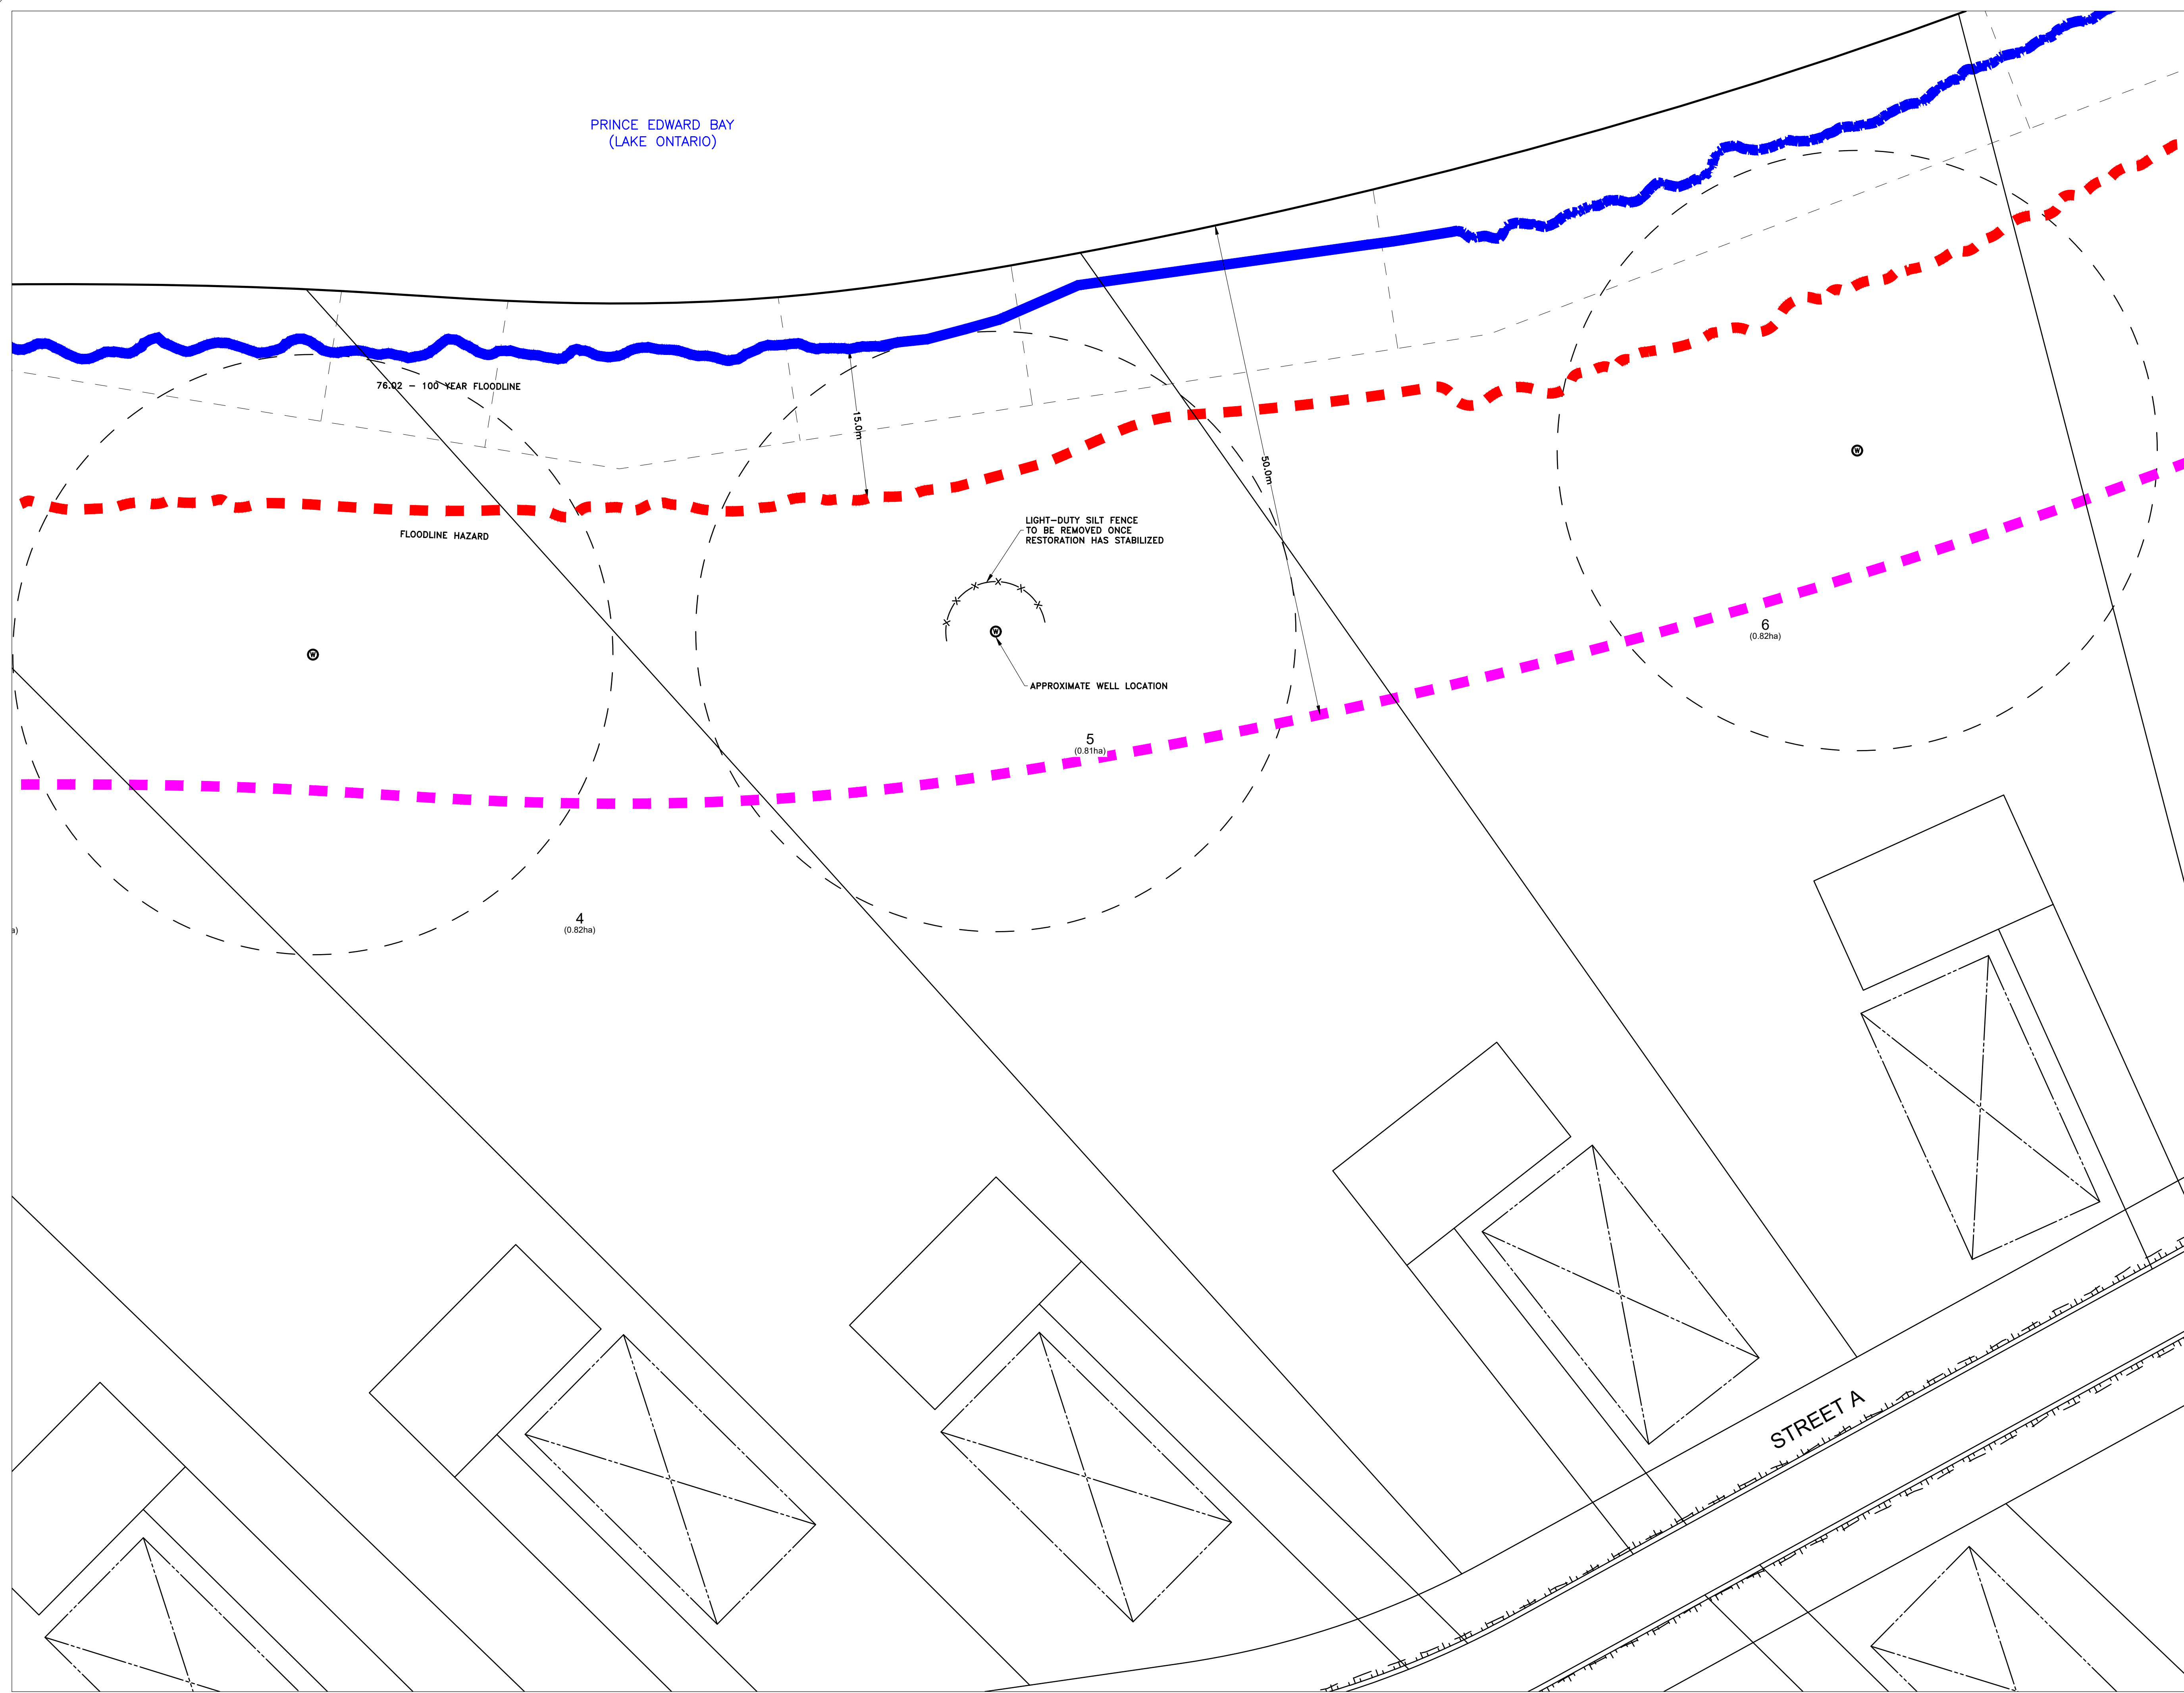 PRINCE EDWARD BAY
(LAKE ONTARIO)
76.02 - 100 YEAR FLOODLINE
15.0m
50.0m
FLOODLINE HAZARD
LIGHT-DUTY SILT FENCE
TO BE REMOVED ONCE
RESTORATION HAS STABILIZED
W
W
W
APPROXIMATE WELL LOCATION
6
(0.82ha)
5
(0.81ha)
4
(0.82ha)
a)
STREET A